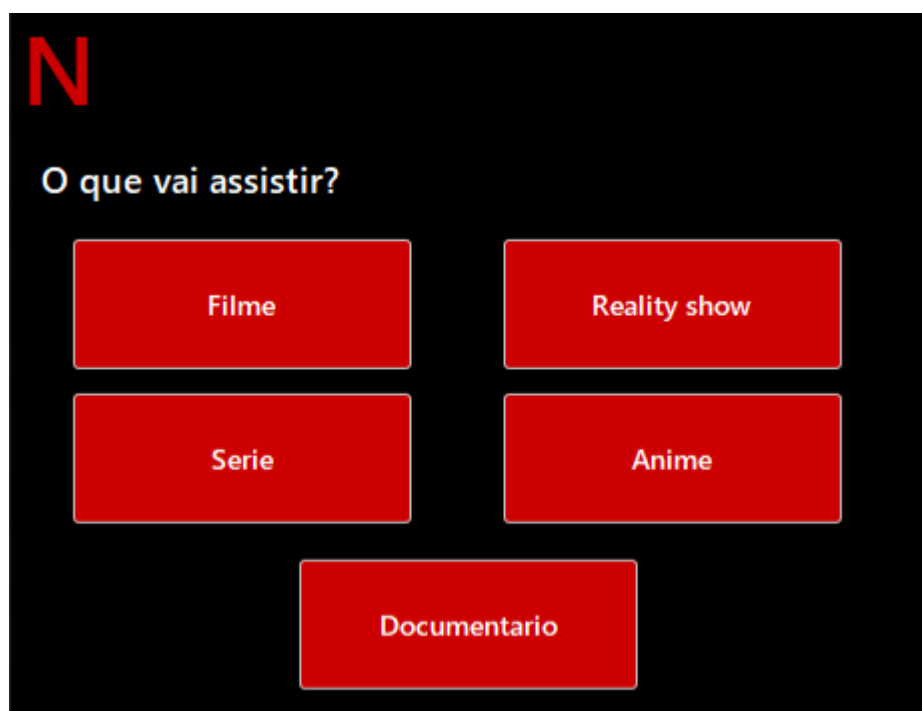 N
O que vai assistir?
Filme
Reality show
Serie
Anime
Documentario